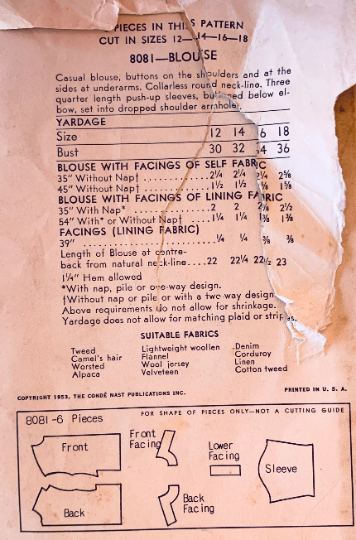 PIECES IN THIS PATTERN
CUT IN SIZES 12—14—16—18
8081—BLOUSE
Casual blouse, buttons on the shoulders and at the
sides at underarms. Collarless round neck-line. Three
quarter length push-up sleeves, buttoned below el-
bow, set into dropped shoulder armhole.
YARDAGE
Size 12 14 16 18
Bust 30 32 34 36
BLOUSE WITH FACINGS OF SELF FABRIC
35" Without Nap† 2¼ 2¼ 2¼ 2⅜
45" Without Nap† 1½ 1½ 1⅝
BLOUSE WITH FACINGS OF LINING FABRIC
35" With Nap* 2 2 2½
54" With* or Without Nap† 1¼ 1¼ 1⅜ 1⅜
FACINGS (LINING FABRIC)
39" ¼ ¼ ⅜ ⅜
Length of Blouse at centre-
back from natural neck-line 22 22¼ 22½ 23
1¼" Hem allowed
*With nap, pile or one-way design.
†Without nap or pile or with a two-way design.
Above requirements do not allow for shrinkage.
Yardage does not allow for matching plaid or stripes.
SUITABLE FABRICS
Tweed Lightweight woollen Denim
Camel's hair Flannel Corduroy
Worsted Wool jersey Linen
Alpaca Velveteen Cotton tweed
COPYRIGHT 1953, THE CONDÉ NAST PUBLICATIONS INC. PRINTED IN U. S. A.
8081-6 Pieces FOR SHAPE OF PIECES ONLY—NOT A CUTTING GUIDE
Front
Front
Facing
Lower
Facing
Sleeve
Back
Back
Facing